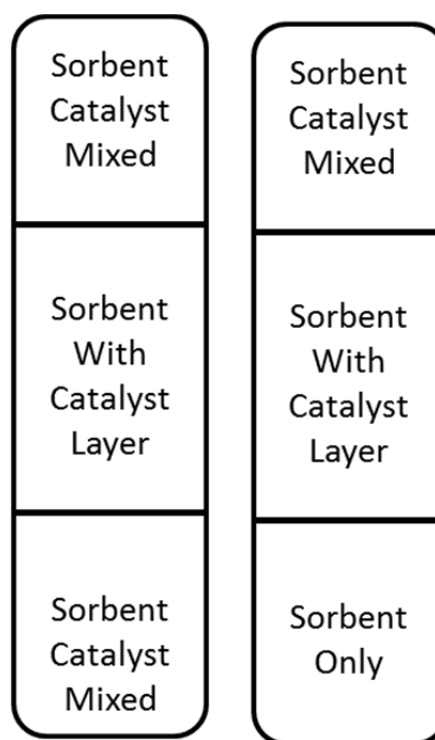 Sorbent
Catalyst
Mixed
Sorbent
With
Catalyst
Layer
Sorbent
Catalyst
Mixed
Sorbent
Catalyst
Mixed
Sorbent
With
Catalyst
Layer
Sorbent
Only